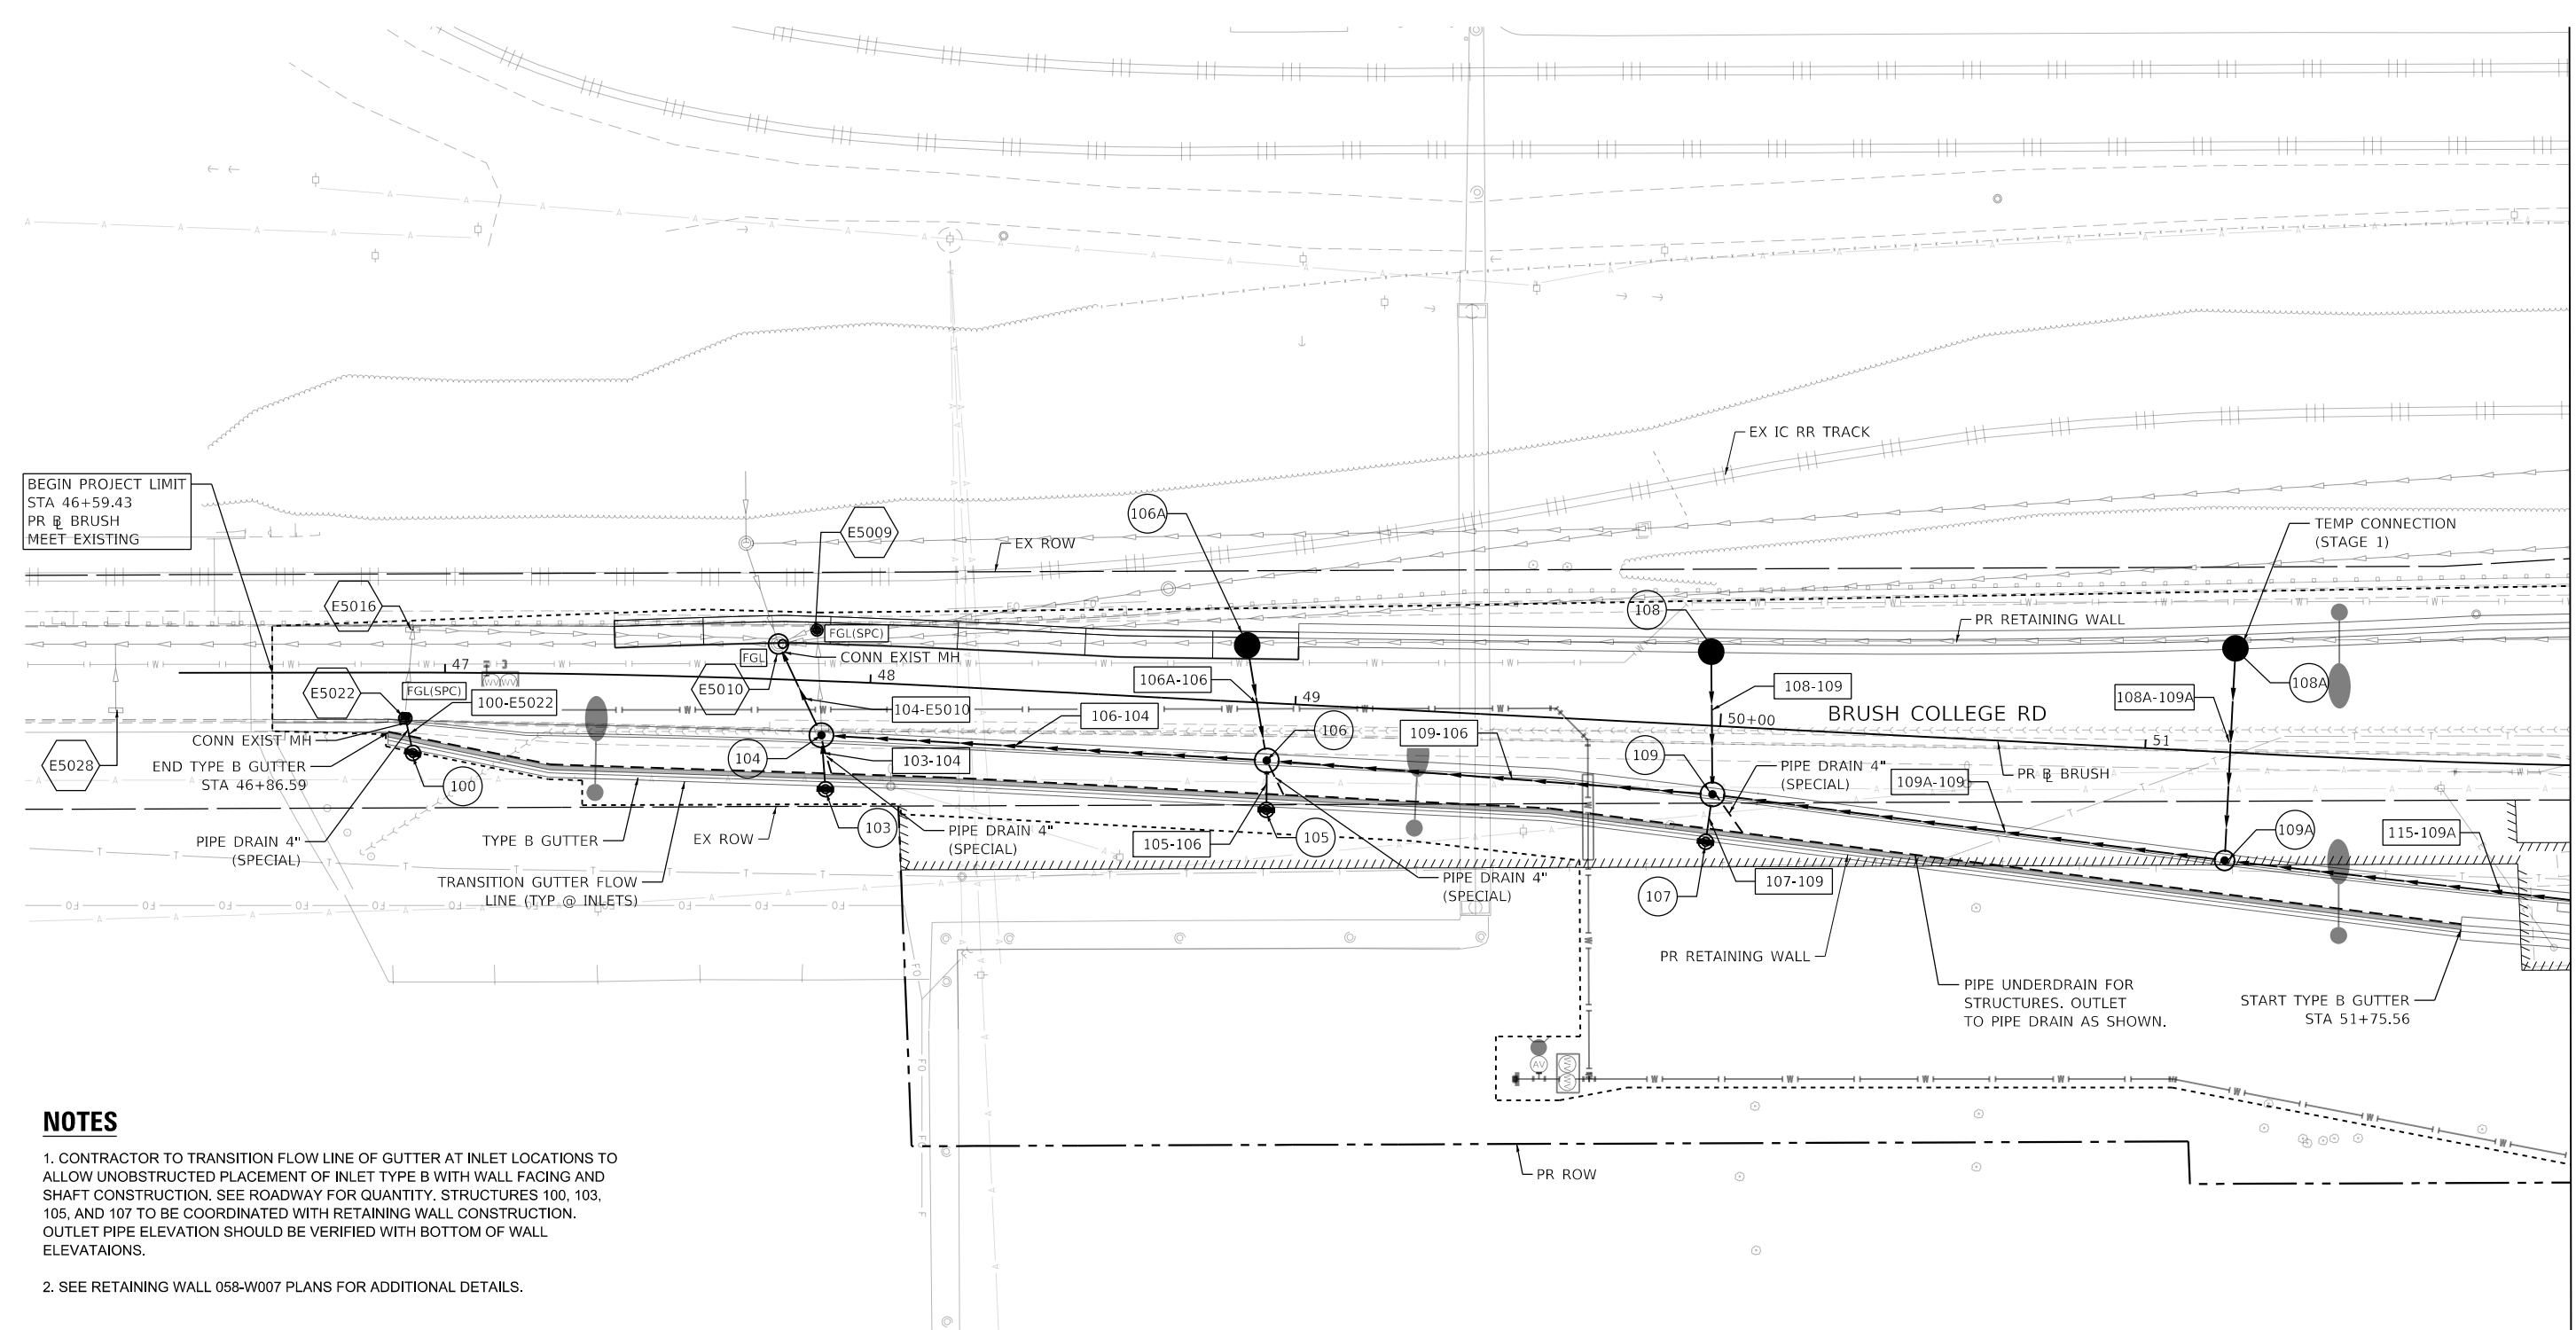 EX IC RR TRACK
BEGIN PROJECT LIMIT
STA 46+59.43
PR BL BRUSH
MEET EXISTING
106A
E5009
EX ROW
TEMP CONNECTION
(STAGE 1)
E5016
108
FGL(SPC)
PR RETAINING WALL
FGL
CONN EXIST MH
47
48
49
50+00
51
E5022
FGL(SPC)
100-E5022
E5010
104-E5010
106A-106
106-104
108-109
BRUSH COLLEGE RD
108A-109A
108A
CONN EXIST MH
E5028
END TYPE B GUTTER
STA 46+86.59
100
104
103-104
106
109-106
109
PIPE DRAIN 4"
(SPECIAL)
PR BL BRUSH
109A-109
PIPE DRAIN 4"
(SPECIAL)
TYPE B GUTTER
EX ROW
103
PIPE DRAIN 4"
(SPECIAL)
105-106
105
109A
115-109A
TRANSITION GUTTER FLOW
LINE (TYP @ INLETS)
PIPE DRAIN 4"
(SPECIAL)
107
107-109
PR RETAINING WALL
PIPE UNDERDRAIN FOR
STRUCTURES. OUTLET
TO PIPE DRAIN AS SHOWN.
START TYPE B GUTTER
STA 51+75.56
AV
PR ROW
NOTES
1. CONTRACTOR TO TRANSITION FLOW LINE OF GUTTER AT INLET LOCATIONS TO
ALLOW UNOBSTRUCTED PLACEMENT OF INLET TYPE B WITH WALL FACING AND
SHAFT CONSTRUCTION. SEE ROADWAY FOR QUANTITY. STRUCTURES 100, 103,
105, AND 107 TO BE COORDINATED WITH RETAINING WALL CONSTRUCTION.
OUTLET PIPE ELEVATION SHOULD BE VERIFIED WITH BOTTOM OF WALL
ELEVATAIONS.
2. SEE RETAINING WALL 058-W007 PLANS FOR ADDITIONAL DETAILS.